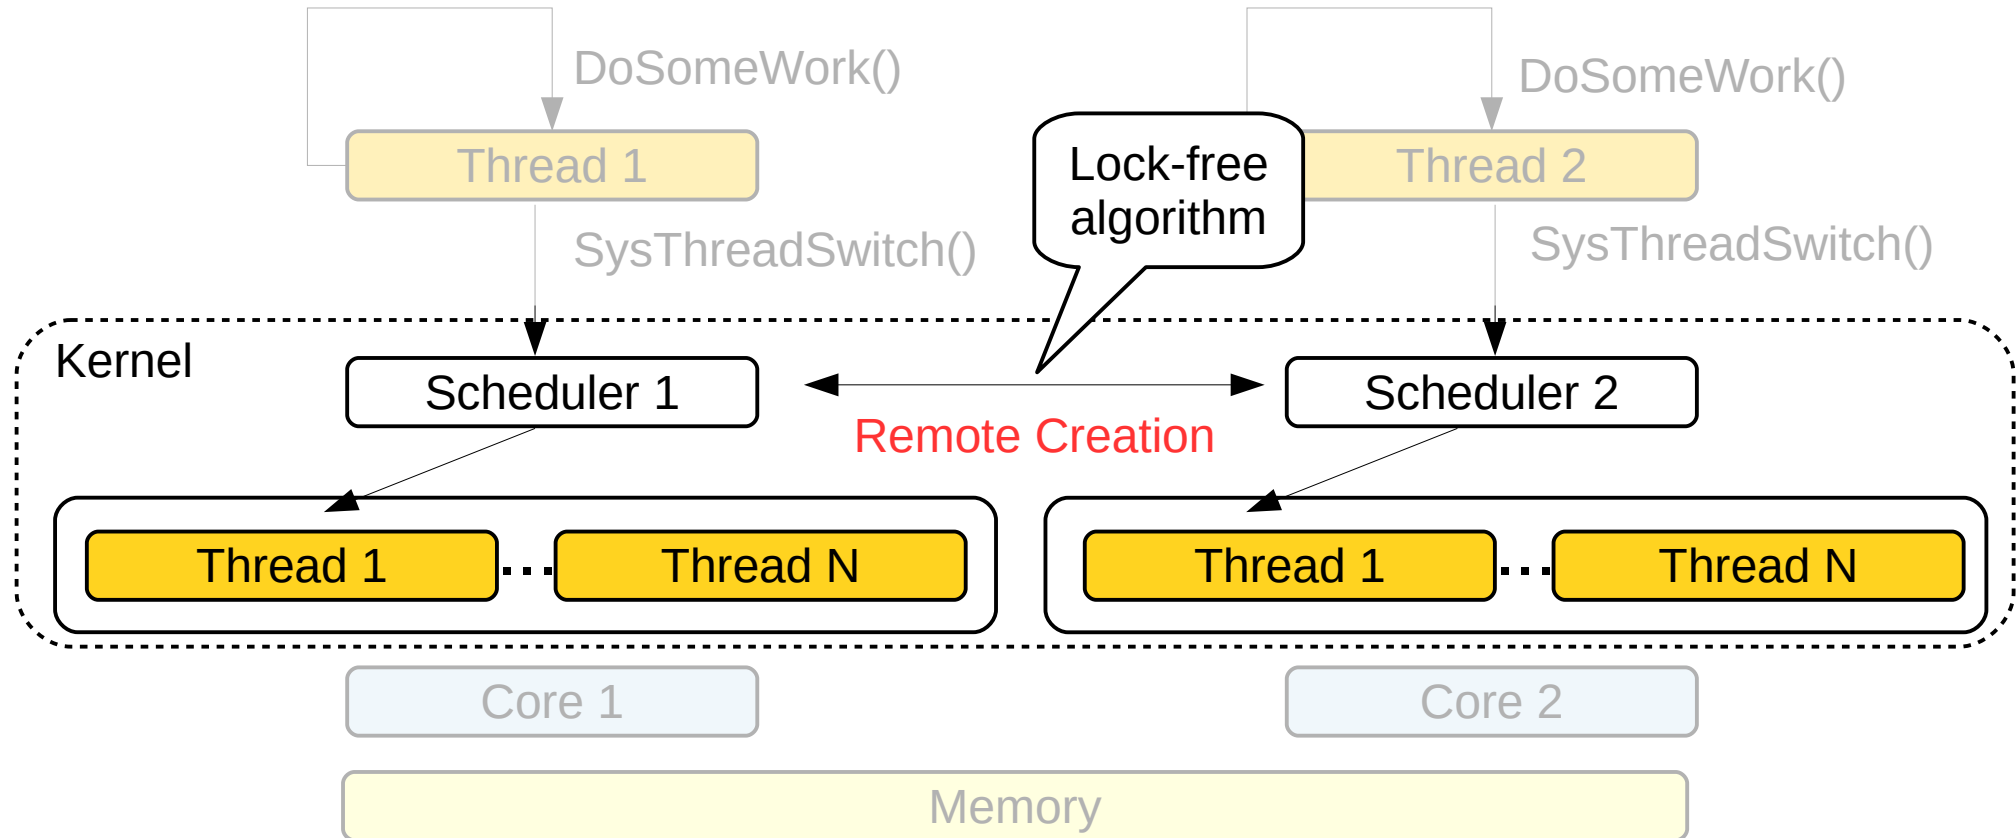 DoSomeWork()
DoSomeWork()
Thread 1
Lock-free
algorithm
Thread 2
SysThreadSwitch()
SysThreadSwitch()
Kernel
Scheduler 1
Scheduler 2
Remote Creation
Thread 1
Thread N
Thread 1
Thread N
Core 1
Core 2
Memory